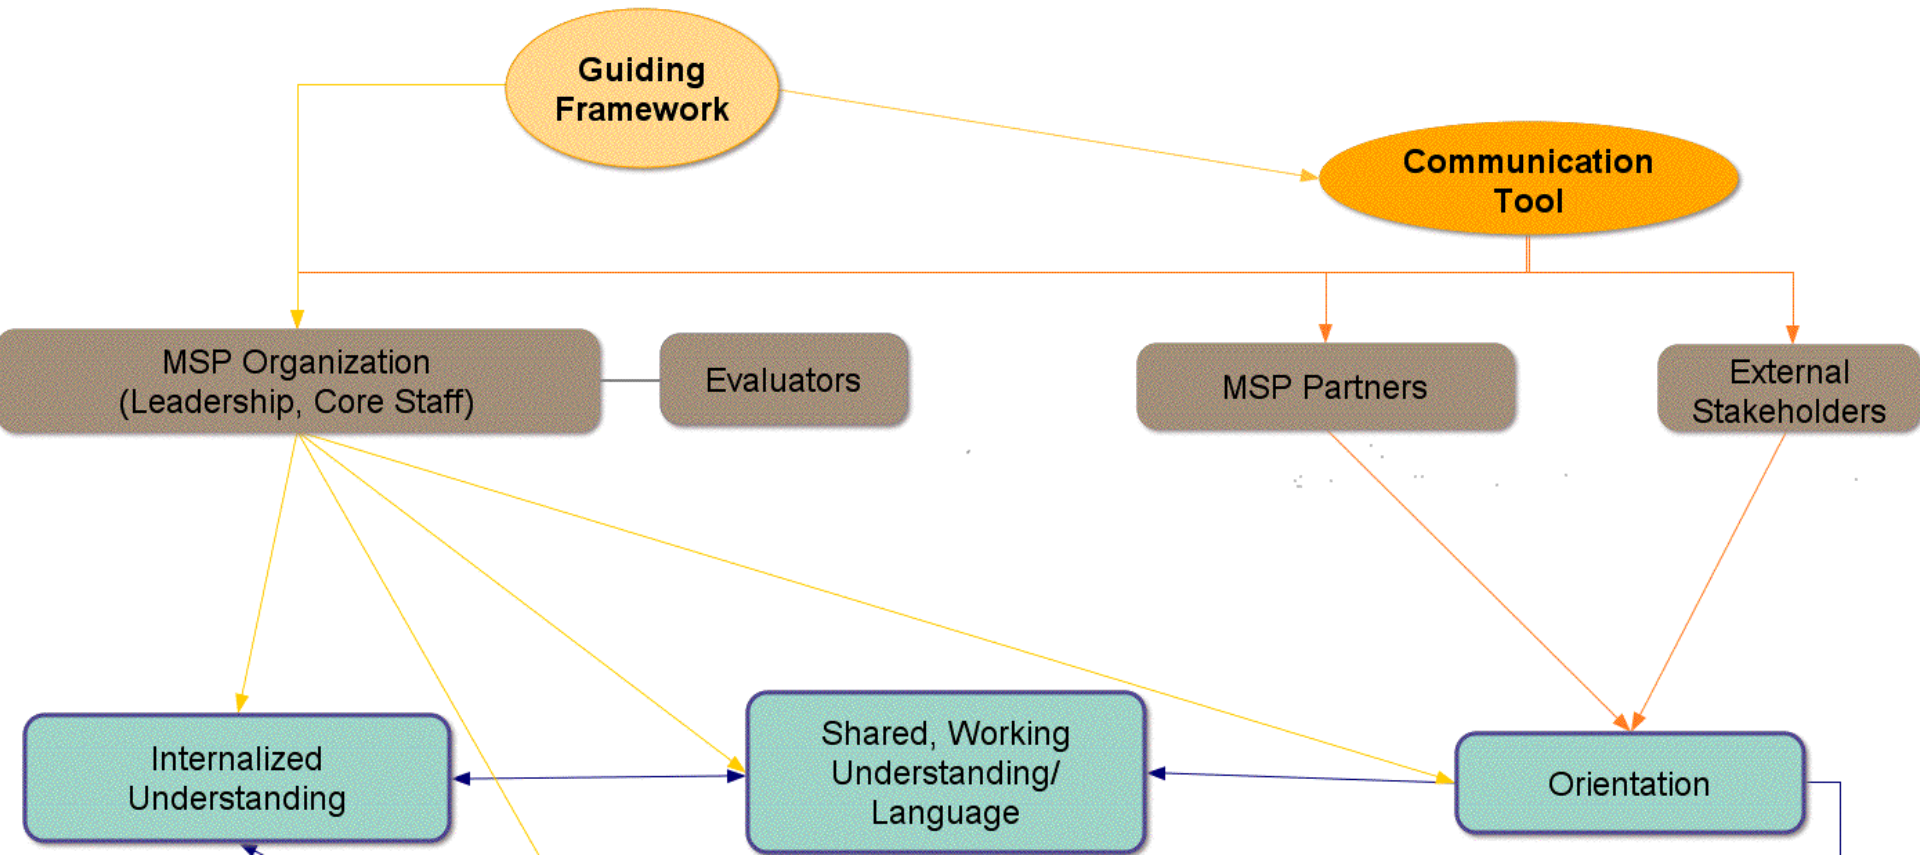 Guiding
Framework
Communication
Tool
MSP Organization
(Leadership, Core Staff)
Evaluators
MSP Partners
External
Stakeholders
Internalized
Understanding
Shared, Working
Understanding/
Language
Orientation